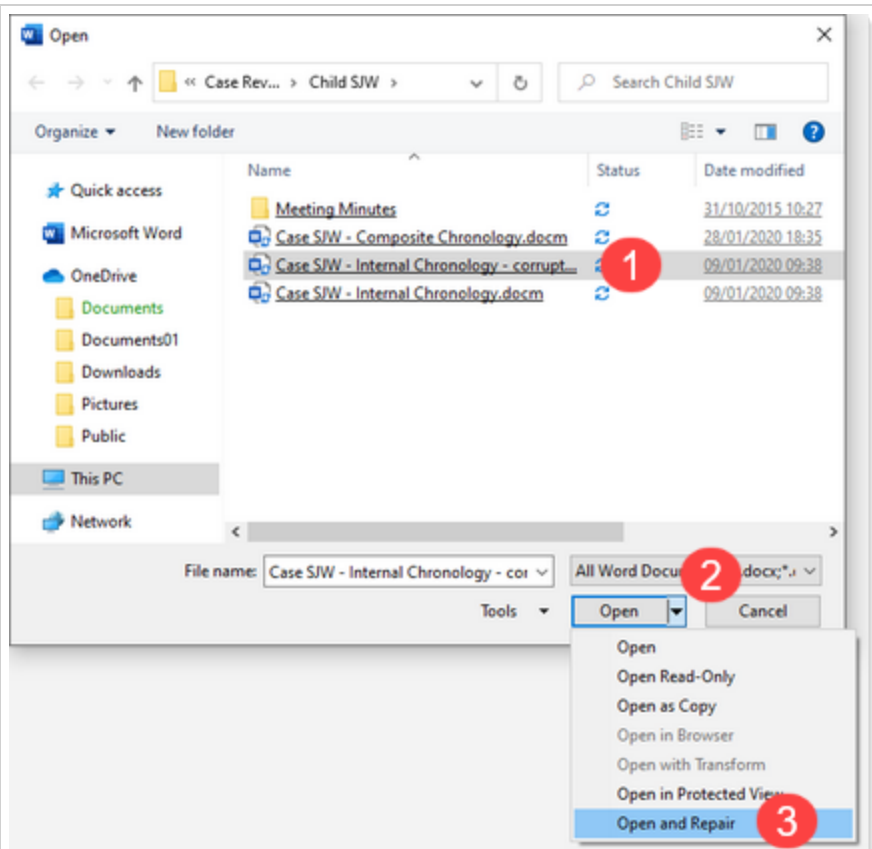 Open
« Case Rev... › Child SJW ›
Search Child SJW
Organize
New folder
?
Name Status Date modified
Quick access
Microsoft Word
OneDrive
Documents
Documents01
Downloads
Pictures
Public
This PC
Network
Meeting Minutes 31/10/2015 10:27
Case SJW - Composite Chronology.docm 28/01/2020 18:35
Case SJW - Internal Chronology - corrupt... 1 09/01/2020 09:38
Case SJW - Internal Chronology.docm 09/01/2020 09:38
File name: Case SJW - Internal Chronology - cor All Word 2 docx;*.
Tools Open Cancel
Open
Open Read-Only
Open as Copy
Open in Browser
Open with Transform
Open in Protected View
Open and Repair 3